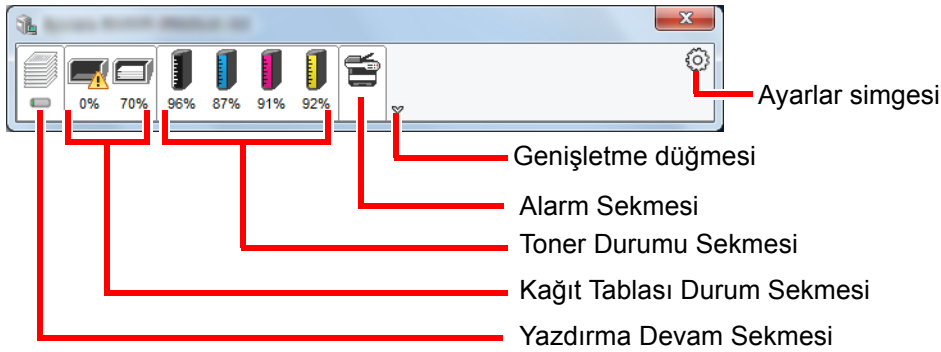 0% 70% 96% 87% 91% 92%
Ayarlar simgesi
Genişletme düğmesi
Alarm Sekmesi
Toner Durumu Sekmesi
Kağıt Tablası Durum Sekmesi
Yazdırma Devam Sekmesi